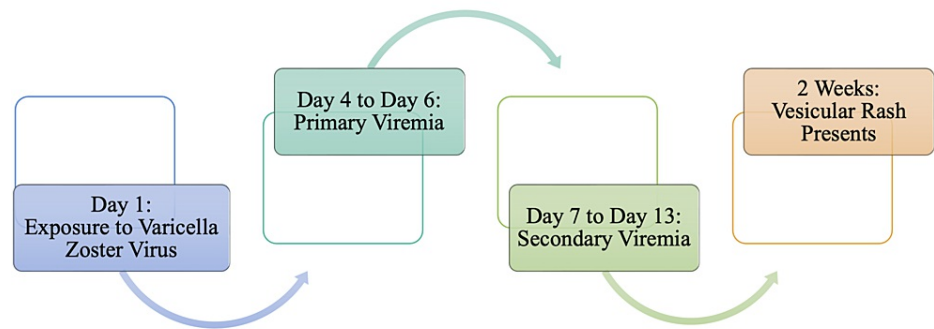 Day 1:
Exposure to Varicella
Zoster Virus
Day 4 to Day 6:
Primary Viremia
Day 7 to Day 13:
Secondary Viremia
2 Weeks:
Vesicular Rash
Presents